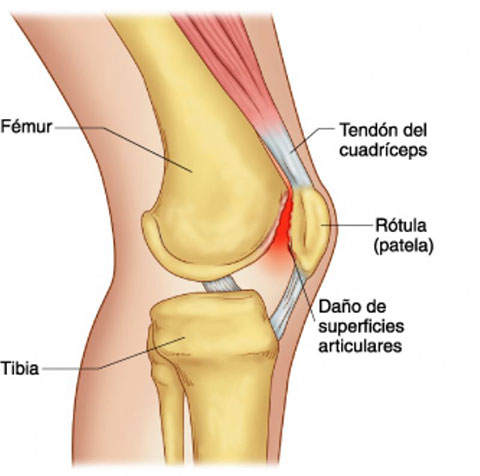 Fémur
Tendón del
cuadríceps
Rótula
(patela)
Daño de
superficies
articulares
Tibia